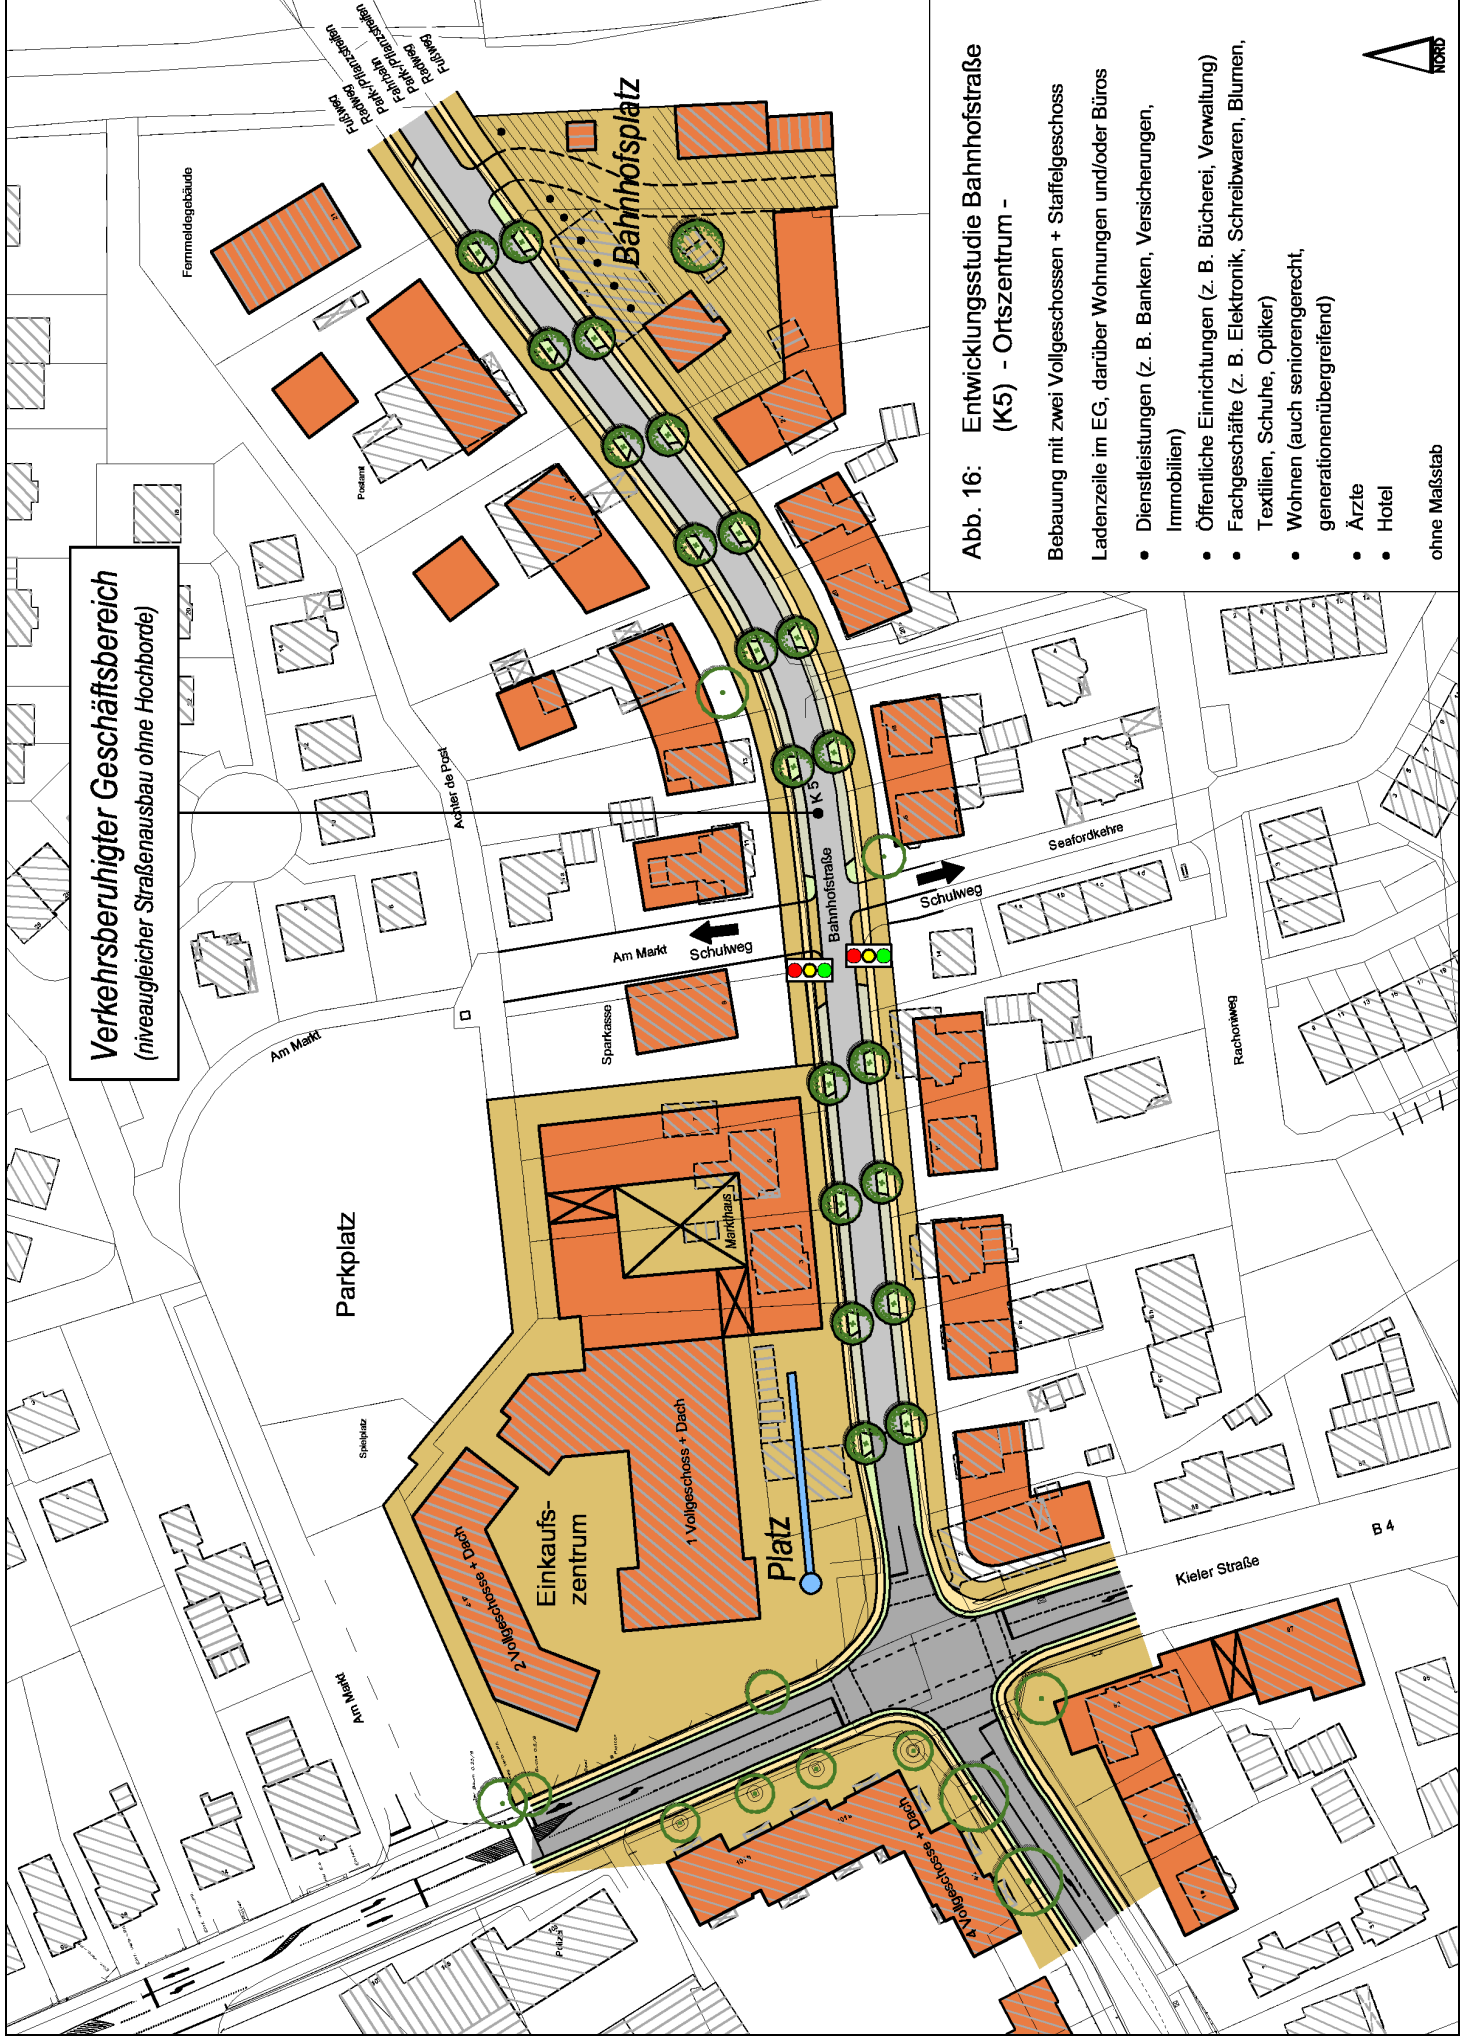 Verkehrsberuhigter Geschäftsbereich
(niveaugleicher Straßenausbau ohne Hochborde)
Fußweg
Radweg
Park-/Pflanzstreifen
Fahrbahn
Park-/Pflanzstreifen
Radweg
Fußweg
Fernmeldegebäude
Bahnhofsplatz
Postamt
Achter de Post
K 5
Bahnhofstraße
Seafordkehre
Schulweg
Am Markt
Schulweg
Sparkasse
Am Markt
Rachonweg
Parkplatz
Markthaus
Spielplatz
1 Vollgeschoss + Dach
2 Vollgeschosse + Dach
Einkaufs-
zentrum
Platz
B 4
Kieler Straße
Am Markt
4 Vollgeschosse + Dach
Polizei
Abb. 16: Entwicklungsstudie Bahnhofstraße
(K5) - Ortszentrum -
Bebauung mit zwei Vollgeschossen + Staffelgeschoss
Ladenzeile im EG, darüber Wohnungen und/oder Büros
• Dienstleistungen (z. B. Banken, Versicherungen,
Immobilien)
• Öffentliche Einrichtungen (z. B. Bücherei, Verwaltung)
• Fachgeschäfte (z. B. Elektronik, Schreibwaren, Blumen,
Textilien, Schuhe, Optiker)
• Wohnen (auch seniorengerecht,
generationenübergreifend)
• Ärzte
• Hotel
ohne Maßstab
NORD